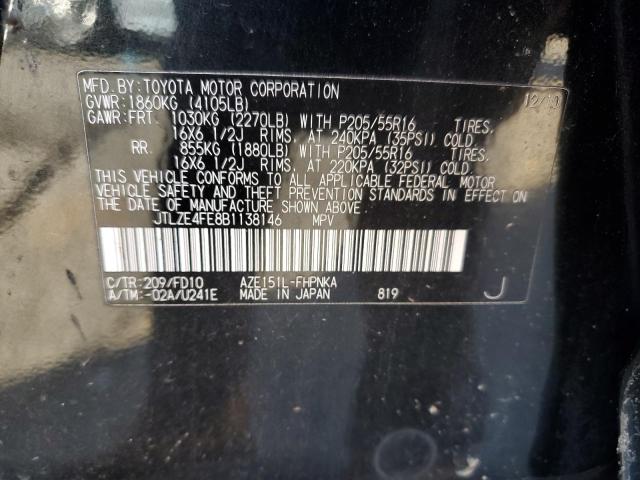 MFD. BY: TOYOTA MOTOR CORPORATION 12/10
GVWR: 1860KG (4105LB)
GAWR: FRT. 1030KG (2270LB) WITH P205/55R16 TIRES.
16X6 1/2J RIMS. AT 240KPA (35PSI) COLD.
RR. 855KG (1880LB) WITH P205/55R16 TIRES.
16X6 1/2J RIMS. AT 220KPA (32PSI) COLD.
THIS VEHICLE CONFORMS TO ALL APPLICABLE FEDERAL MOTOR
VEHICLE SAFETY AND THEFT PREVENTION STANDARDS IN EFFECT ON
THE DATE OF MANUFACTURE SHOWN ABOVE.
JTLZE4FE8B1138146 MPV
C/TR: 209/FD10 AZE151L-FHPNKA
A/TM: -02A/U241E MADE IN JAPAN 819 J